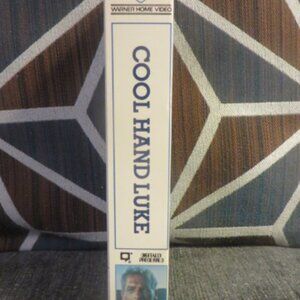 WARNER HOME VIDEO
COOL HAND LUKE
DIGITALLY
PROCESSED